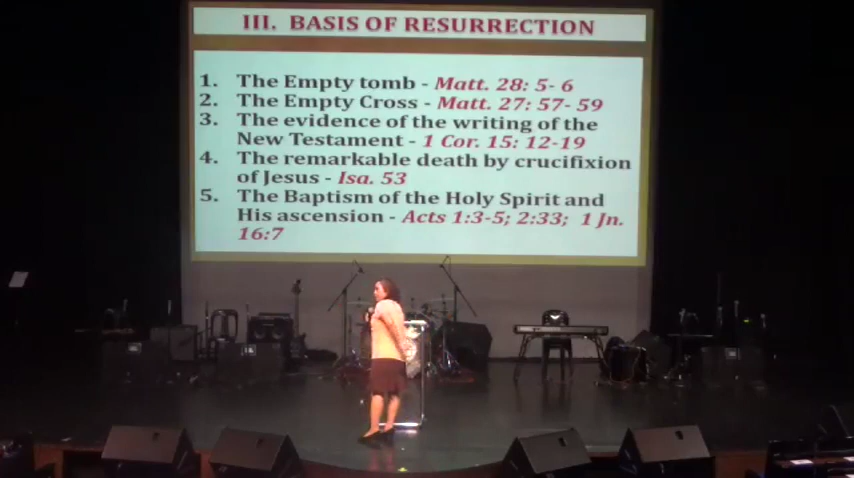 III. BASIS OF RESURRECTION
1. The Empty tomb - Matt. 28: 5- 6
2. The Empty Cross - Matt. 27: 57- 59
3. The evidence of the writing of the
New Testament - 1 Cor. 15: 12-19
4. The remarkable death by crucifixion
of Jesus - Isa. 53
5. The Baptism of the Holy Spirit and
His ascension - Acts 1:3-5; 2:33; 1 Jn.
16:7